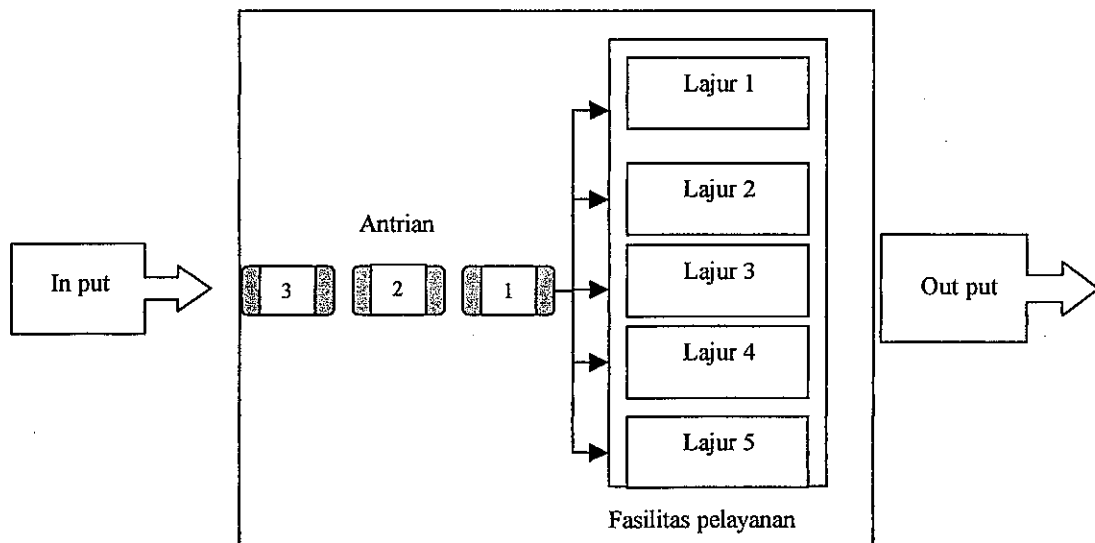 Lajur 1
Lajur 2
Antrian
In put
3
2
1
Lajur 3
Out put
Lajur 4
Lajur 5
Fasilitas pelayanan